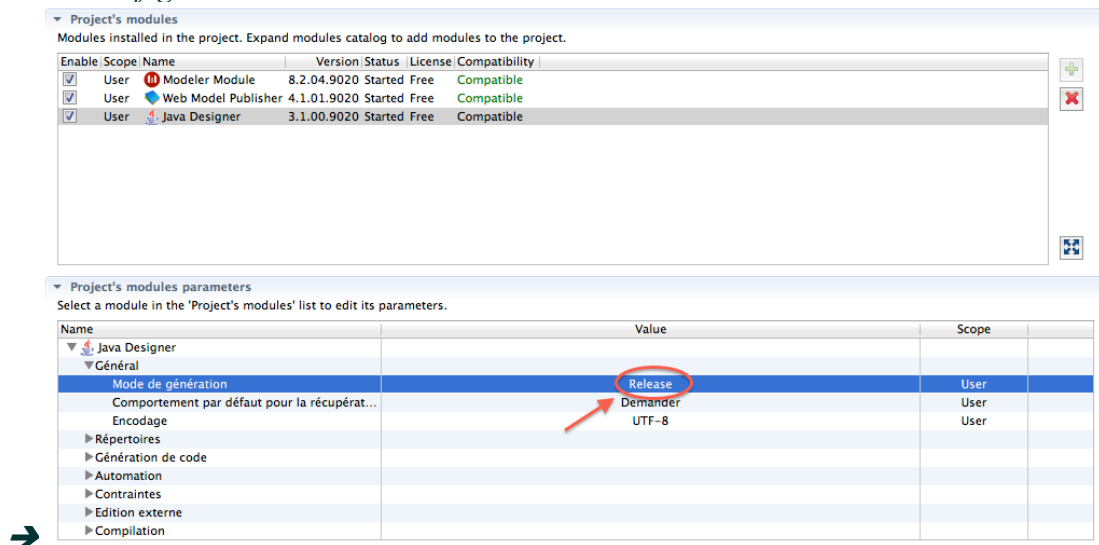 Project's modules
Modules installed in the project. Expand modules catalog to add modules to the project.
Enable Scope Name Version Status License Compatibility
User Modeler Module 8.2.04.9020 Started Free Compatible
User Web Model Publisher 4.1.01.9020 Started Free Compatible
User Java Designer 3.1.00.9020 Started Free Compatible
Project's modules parameters
Select a module in the 'Project's modules' list to edit its parameters.
Name Value Scope
Java Designer
Général
Mode de génération Release User
Comportement par défaut pour la récupérat... Demander User
Encodage UTF-8 User
Répertoires
Génération de code
Automation
Contraintes
Edition externe
Compilation